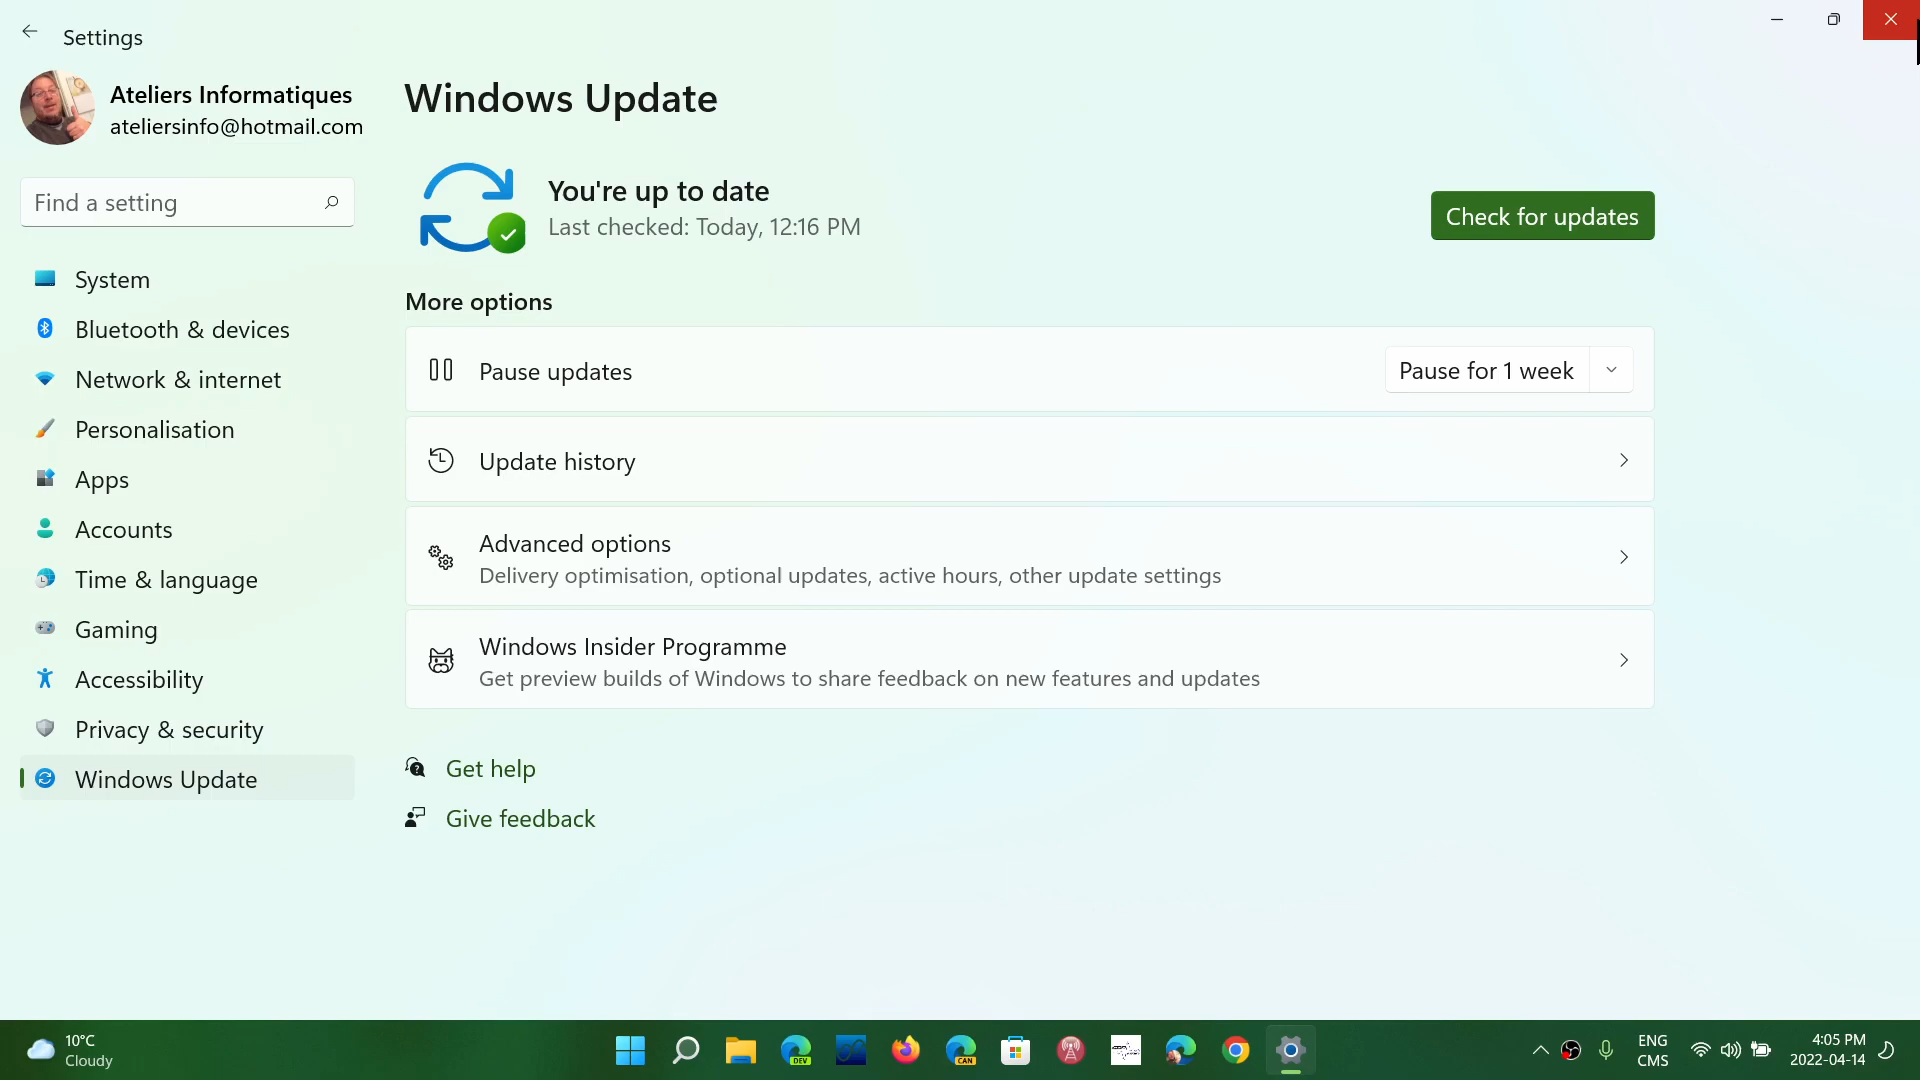 Settings
Ateliers Informatiques
ateliersinfo@hotmail.com
Find a setting
System
Bluetooth & devices
Network & internet
Personalisation
Apps
Accounts
Time & language
Gaming
Accessibility
Privacy & security
Windows Update
Windows Update
You're up to date
Last checked: Today, 12:16 PM
Check for updates
More options
Pause updates
Pause for 1 week
Update history
Advanced options
Delivery optimisation, optional updates, active hours, other update settings
Windows Insider Programme
Get preview builds of Windows to share feedback on new features and updates
Get help
Give feedback
10°C
Cloudy
DEV
CAN
ENG
CMS
4:05 PM
2022-04-14